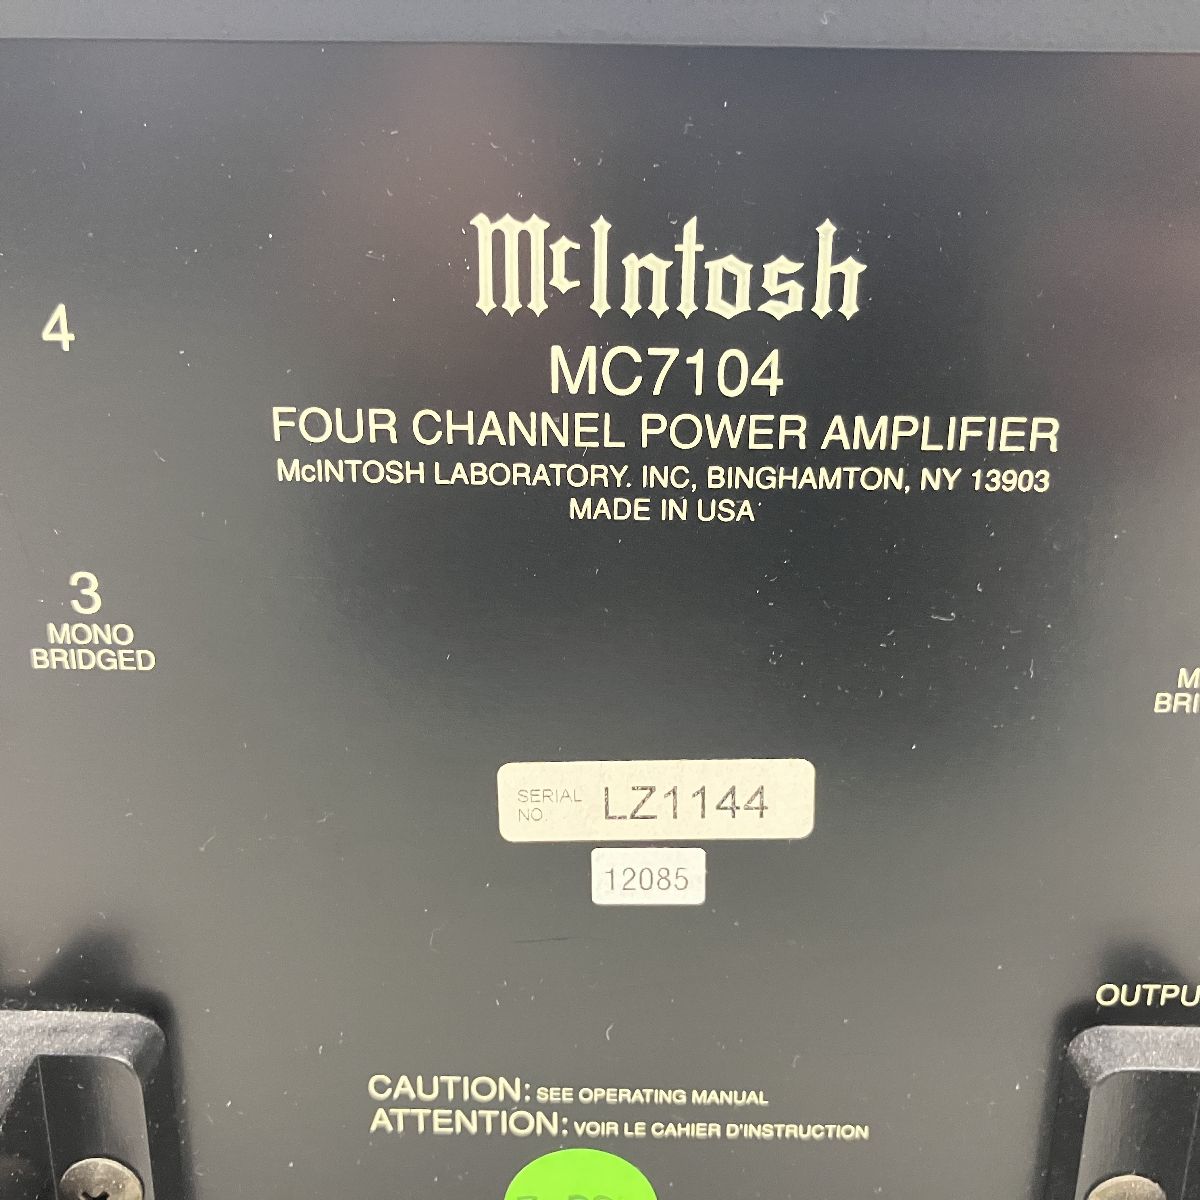 McIntosh
MC7104
FOUR CHANNEL POWER AMPLIFIER
McINTOSH LABORATORY. INC, BINGHAMTON, NY 13903
MADE IN USA
4
3
MONO
BRIDGED
SERIAL
NO.
LZ1144
12085
CAUTION: SEE OPERATING MANUAL
ATTENTION: VOIR LE CAHIER D'INSTRUCTION